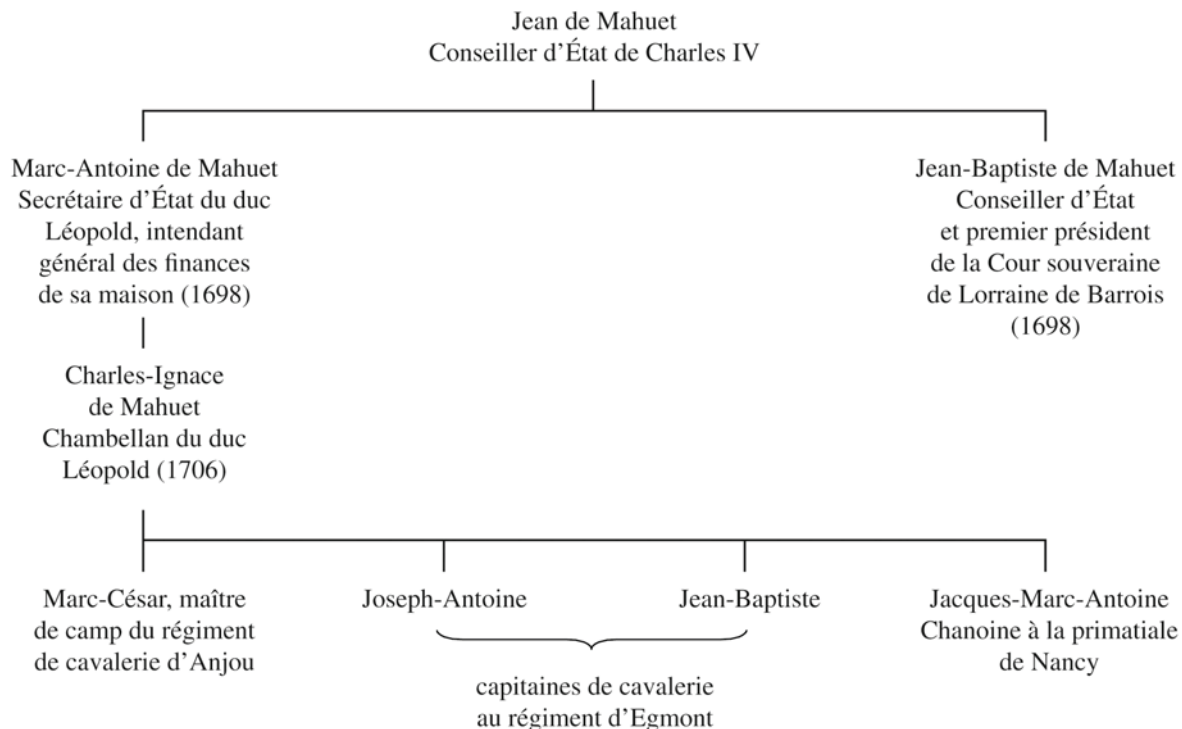 Jean de Mahuet
Conseiller d’État de Charles IV
Marc-Antoine de Mahuet
Secrétaire d’État du duc
Léopold, intendant
général des finances
de sa maison (1698)
Jean-Baptiste de Mahuet
Conseiller d’État
et premier président
de la Cour souveraine
de Lorraine de Barrois
(1698)
Charles-Ignace
de Mahuet
Chambellan du duc
Léopold (1706)
Marc-César, maître
de camp du régiment
de cavalerie d’Anjou
Joseph-Antoine
Jean-Baptiste
capitaines de cavalerie
au régiment d’Egmont
Jacques-Marc-Antoine
Chanoine à la primatiale
de Nancy